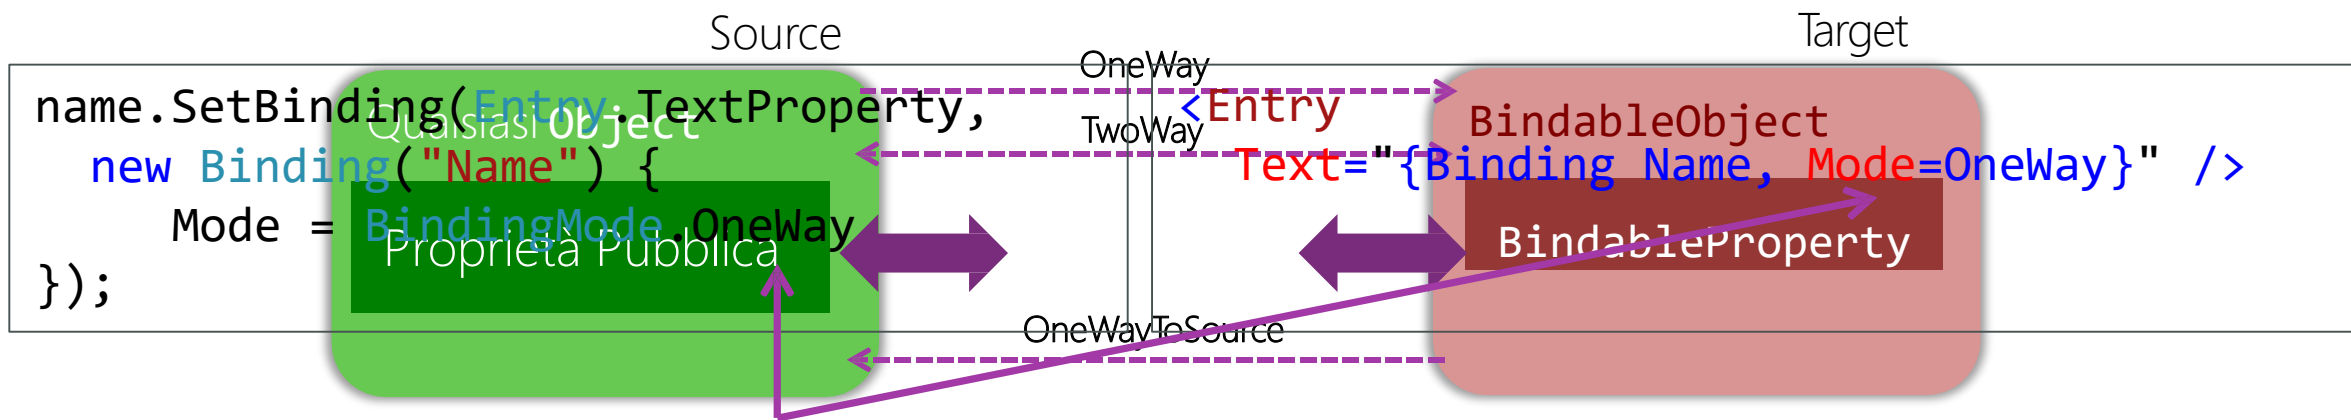 Source
Target
OneWay
TwoWay
OneWayToSource
Qualsiasi Object
Proprietà Pubblica
BindableObject
BindableProperty
name.SetBinding(Entry.TextProperty,
new Binding("Name") {
Mode = BindingMode.OneWay
});
<Entry
Text="{Binding Name, Mode=OneWay}" />